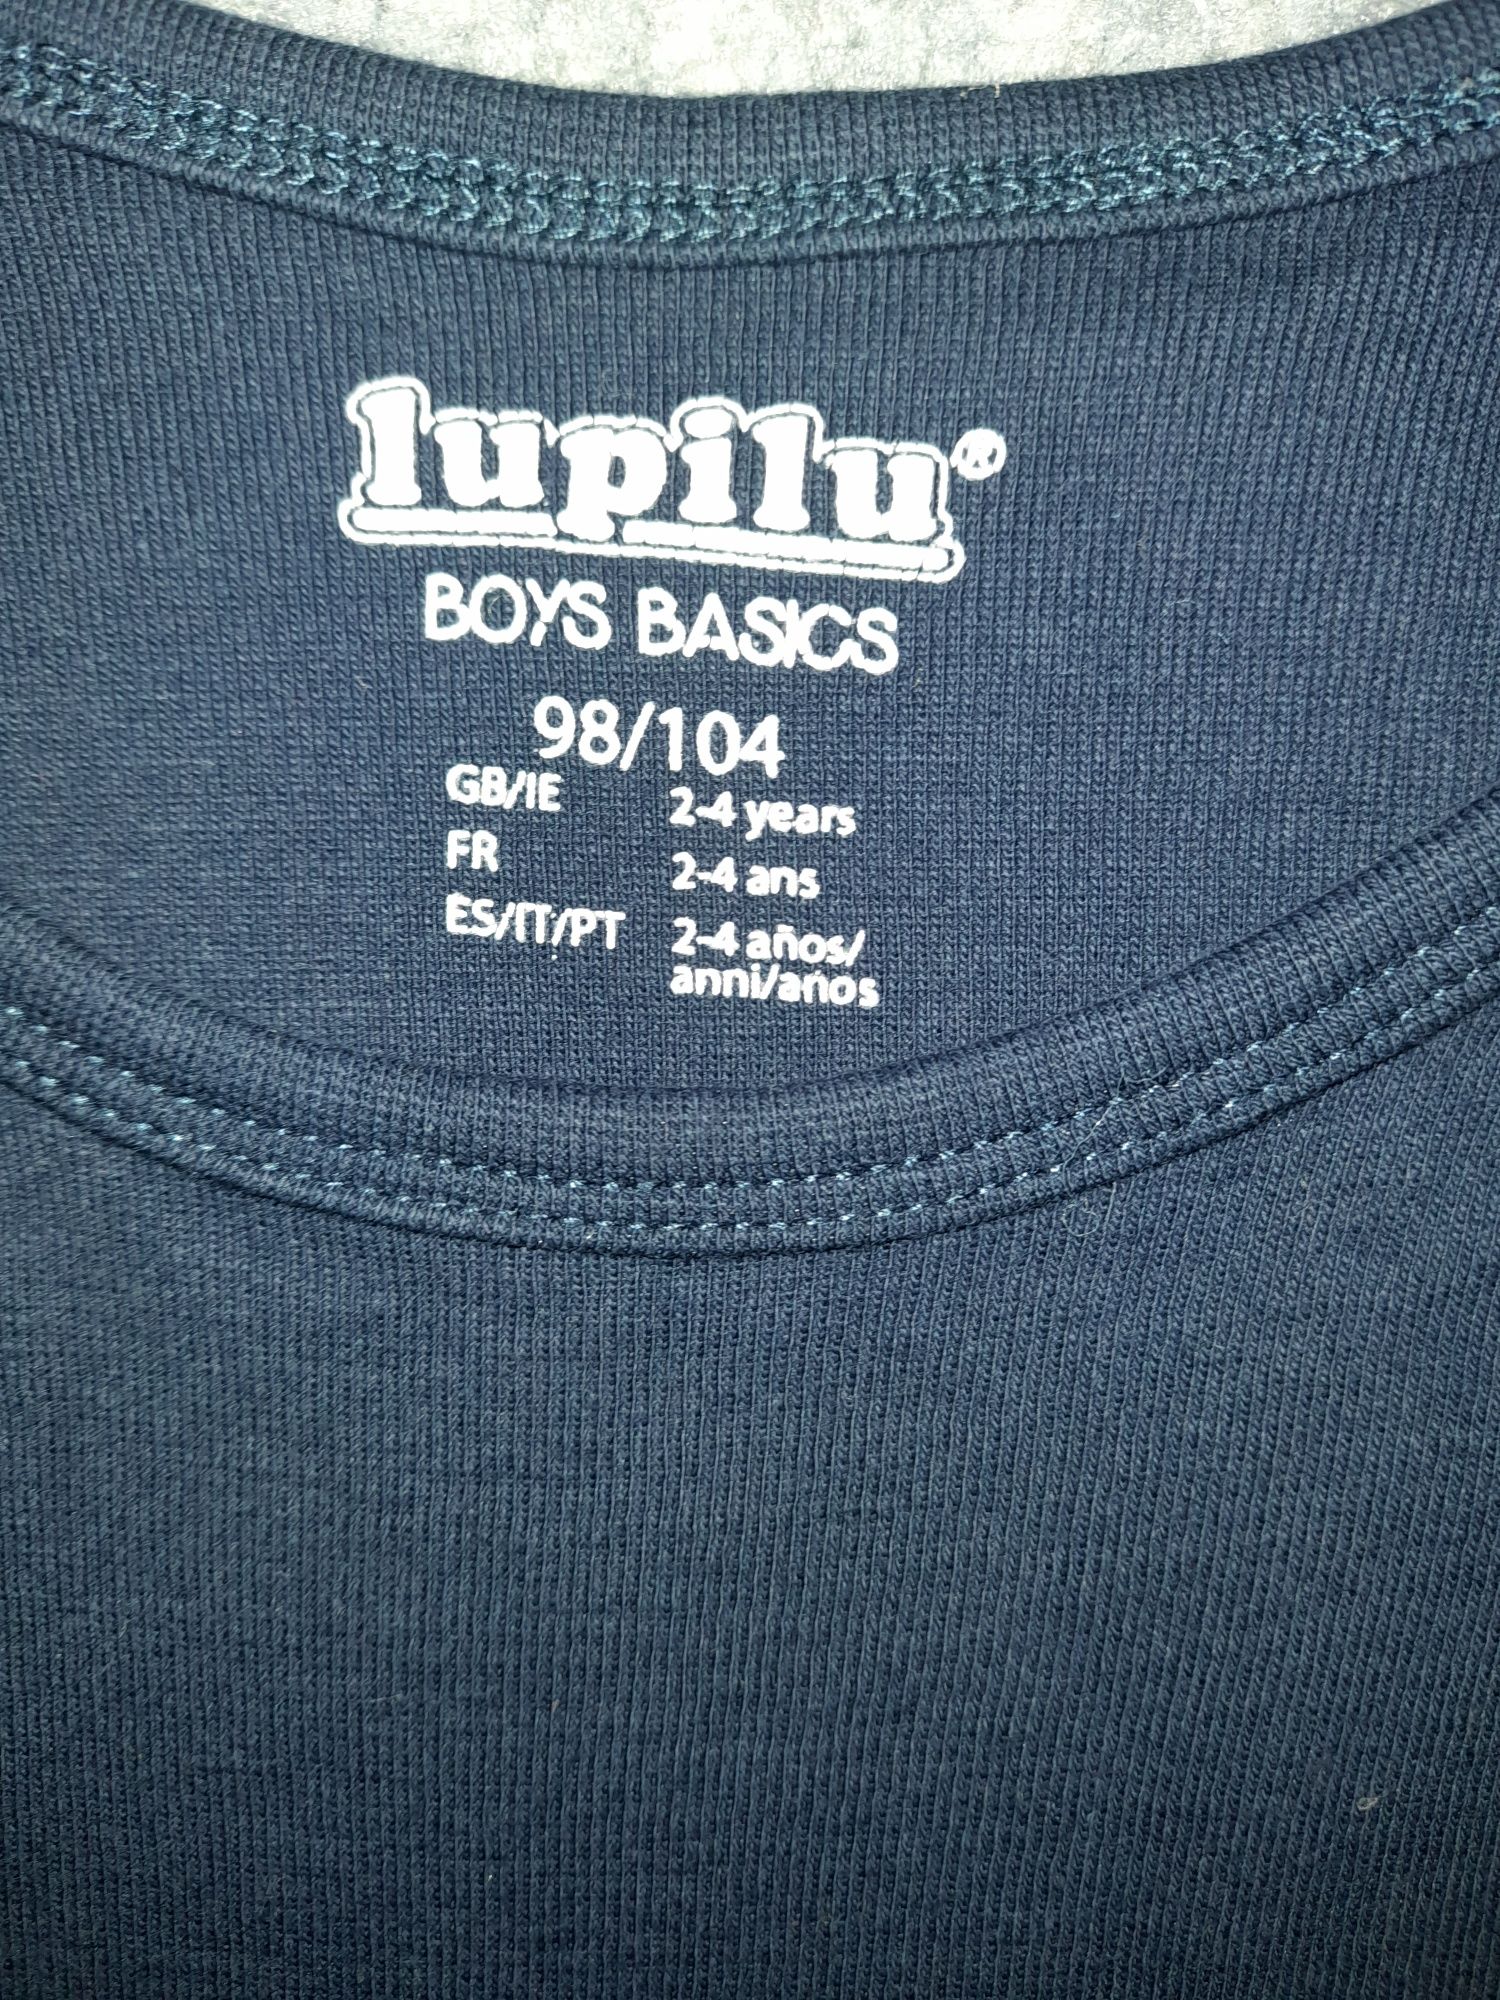 lupilu®
BOYS BASICS
98/104
GB/IE 2-4 years
FR 2-4 ans
ES/IT/PT 2-4 años/
anni/anos